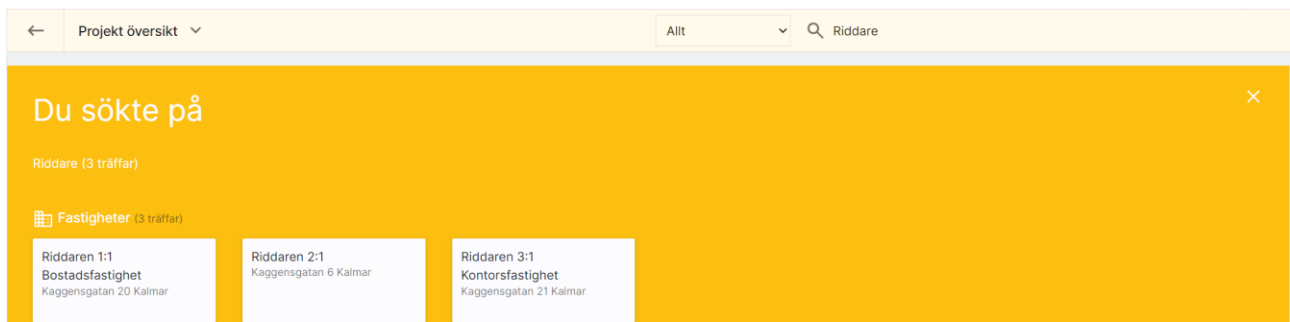 Projekt översikt
Allt
Riddare
Du sökte på
Riddare (3 träffar)
Fastigheter (3 träffar)
Riddaren 1:1
Bostadsfastighet
Kaggensgatan 20 Kalmar
Riddaren 2:1
Kaggensgatan 6 Kalmar
Riddaren 3:1
Kontorsfastighet
Kaggensgatan 21 Kalmar